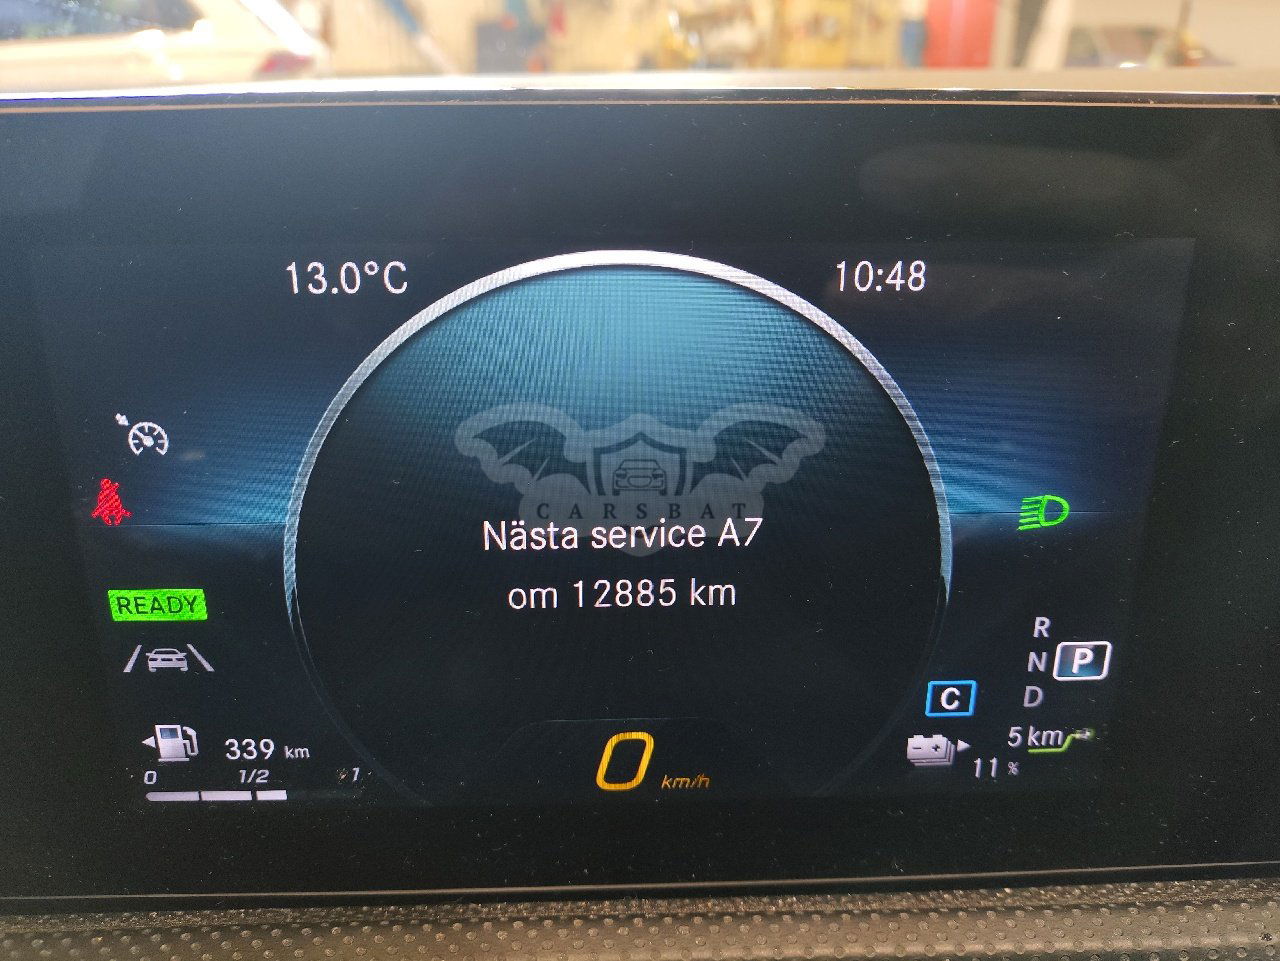 13.0°C
10:48
CARSBAT
Nästa service A7
om 12885 km
READY
R
N P
D
C
339 km
0 1/2 1
5 km
11 %
0 km/h